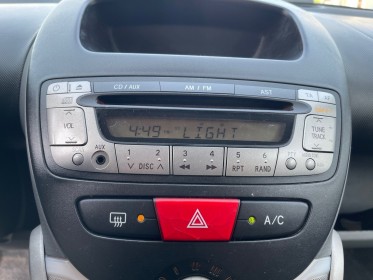 CD·AUX AM / FM AST TA
4:49- LIGHT
VOL TUNE TRACK
AUX
1 2 3 4 5 6
DISC RPT RAND
A/C